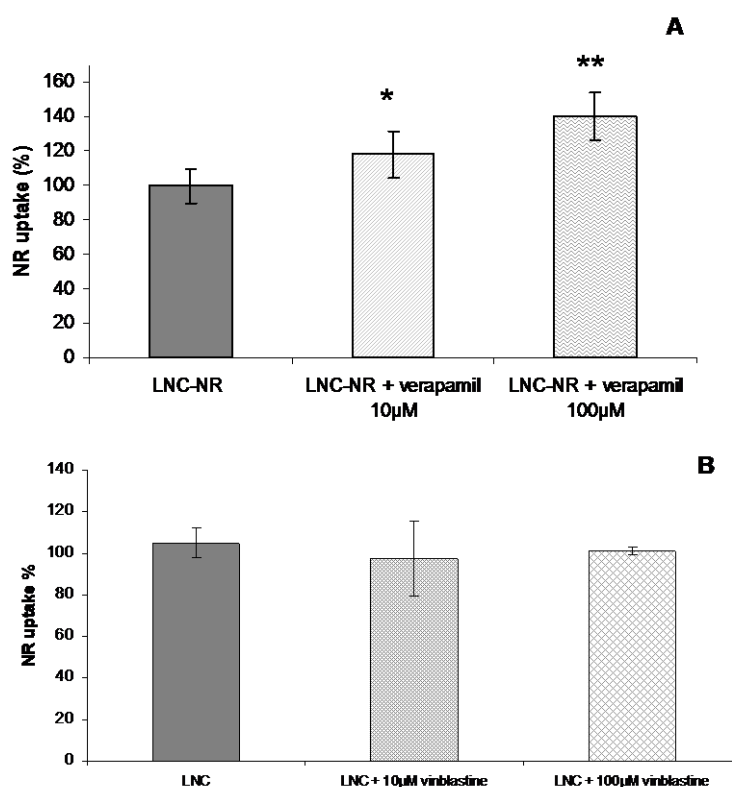 A
**
*
160
140
120
100
80
60
40
20
0
NR uptake (%)
LNC-NR
LNC-NR + verapamil
10µM
LNC-NR + verapamil
100µM
B
140
120
100
80
60
40
20
0
NR uptake %
LNC
LNC + 10µM vinblastine
LNC + 100µM vinblastine